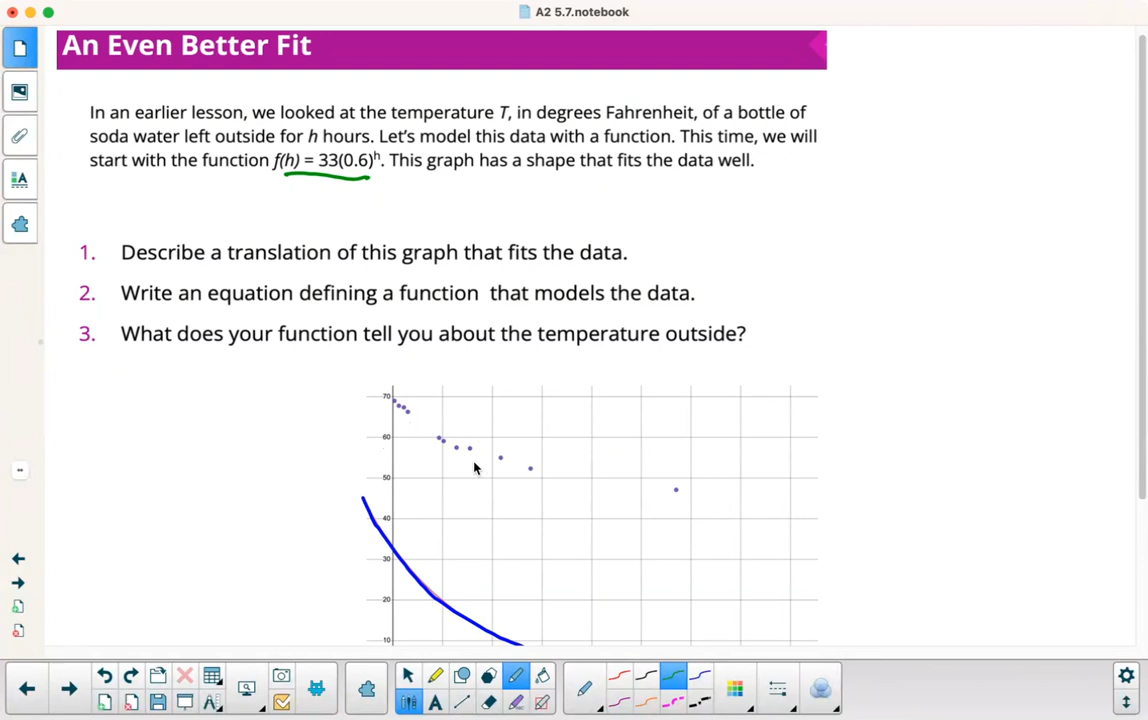 A2 5.7.notebook
An Even Better Fit
In an earlier lesson, we looked at the temperature T, in degrees Fahrenheit, of a bottle of
soda water left outside for h hours. Let's model this data with a function. This time, we will
start with the function f(h) = 33(0.6)ʰ. This graph has a shape that fits the data well.
1. Describe a translation of this graph that fits the data.
2. Write an equation defining a function that models the data.
3. What does your function tell you about the temperature outside?
70
60
50
40
30
20
10